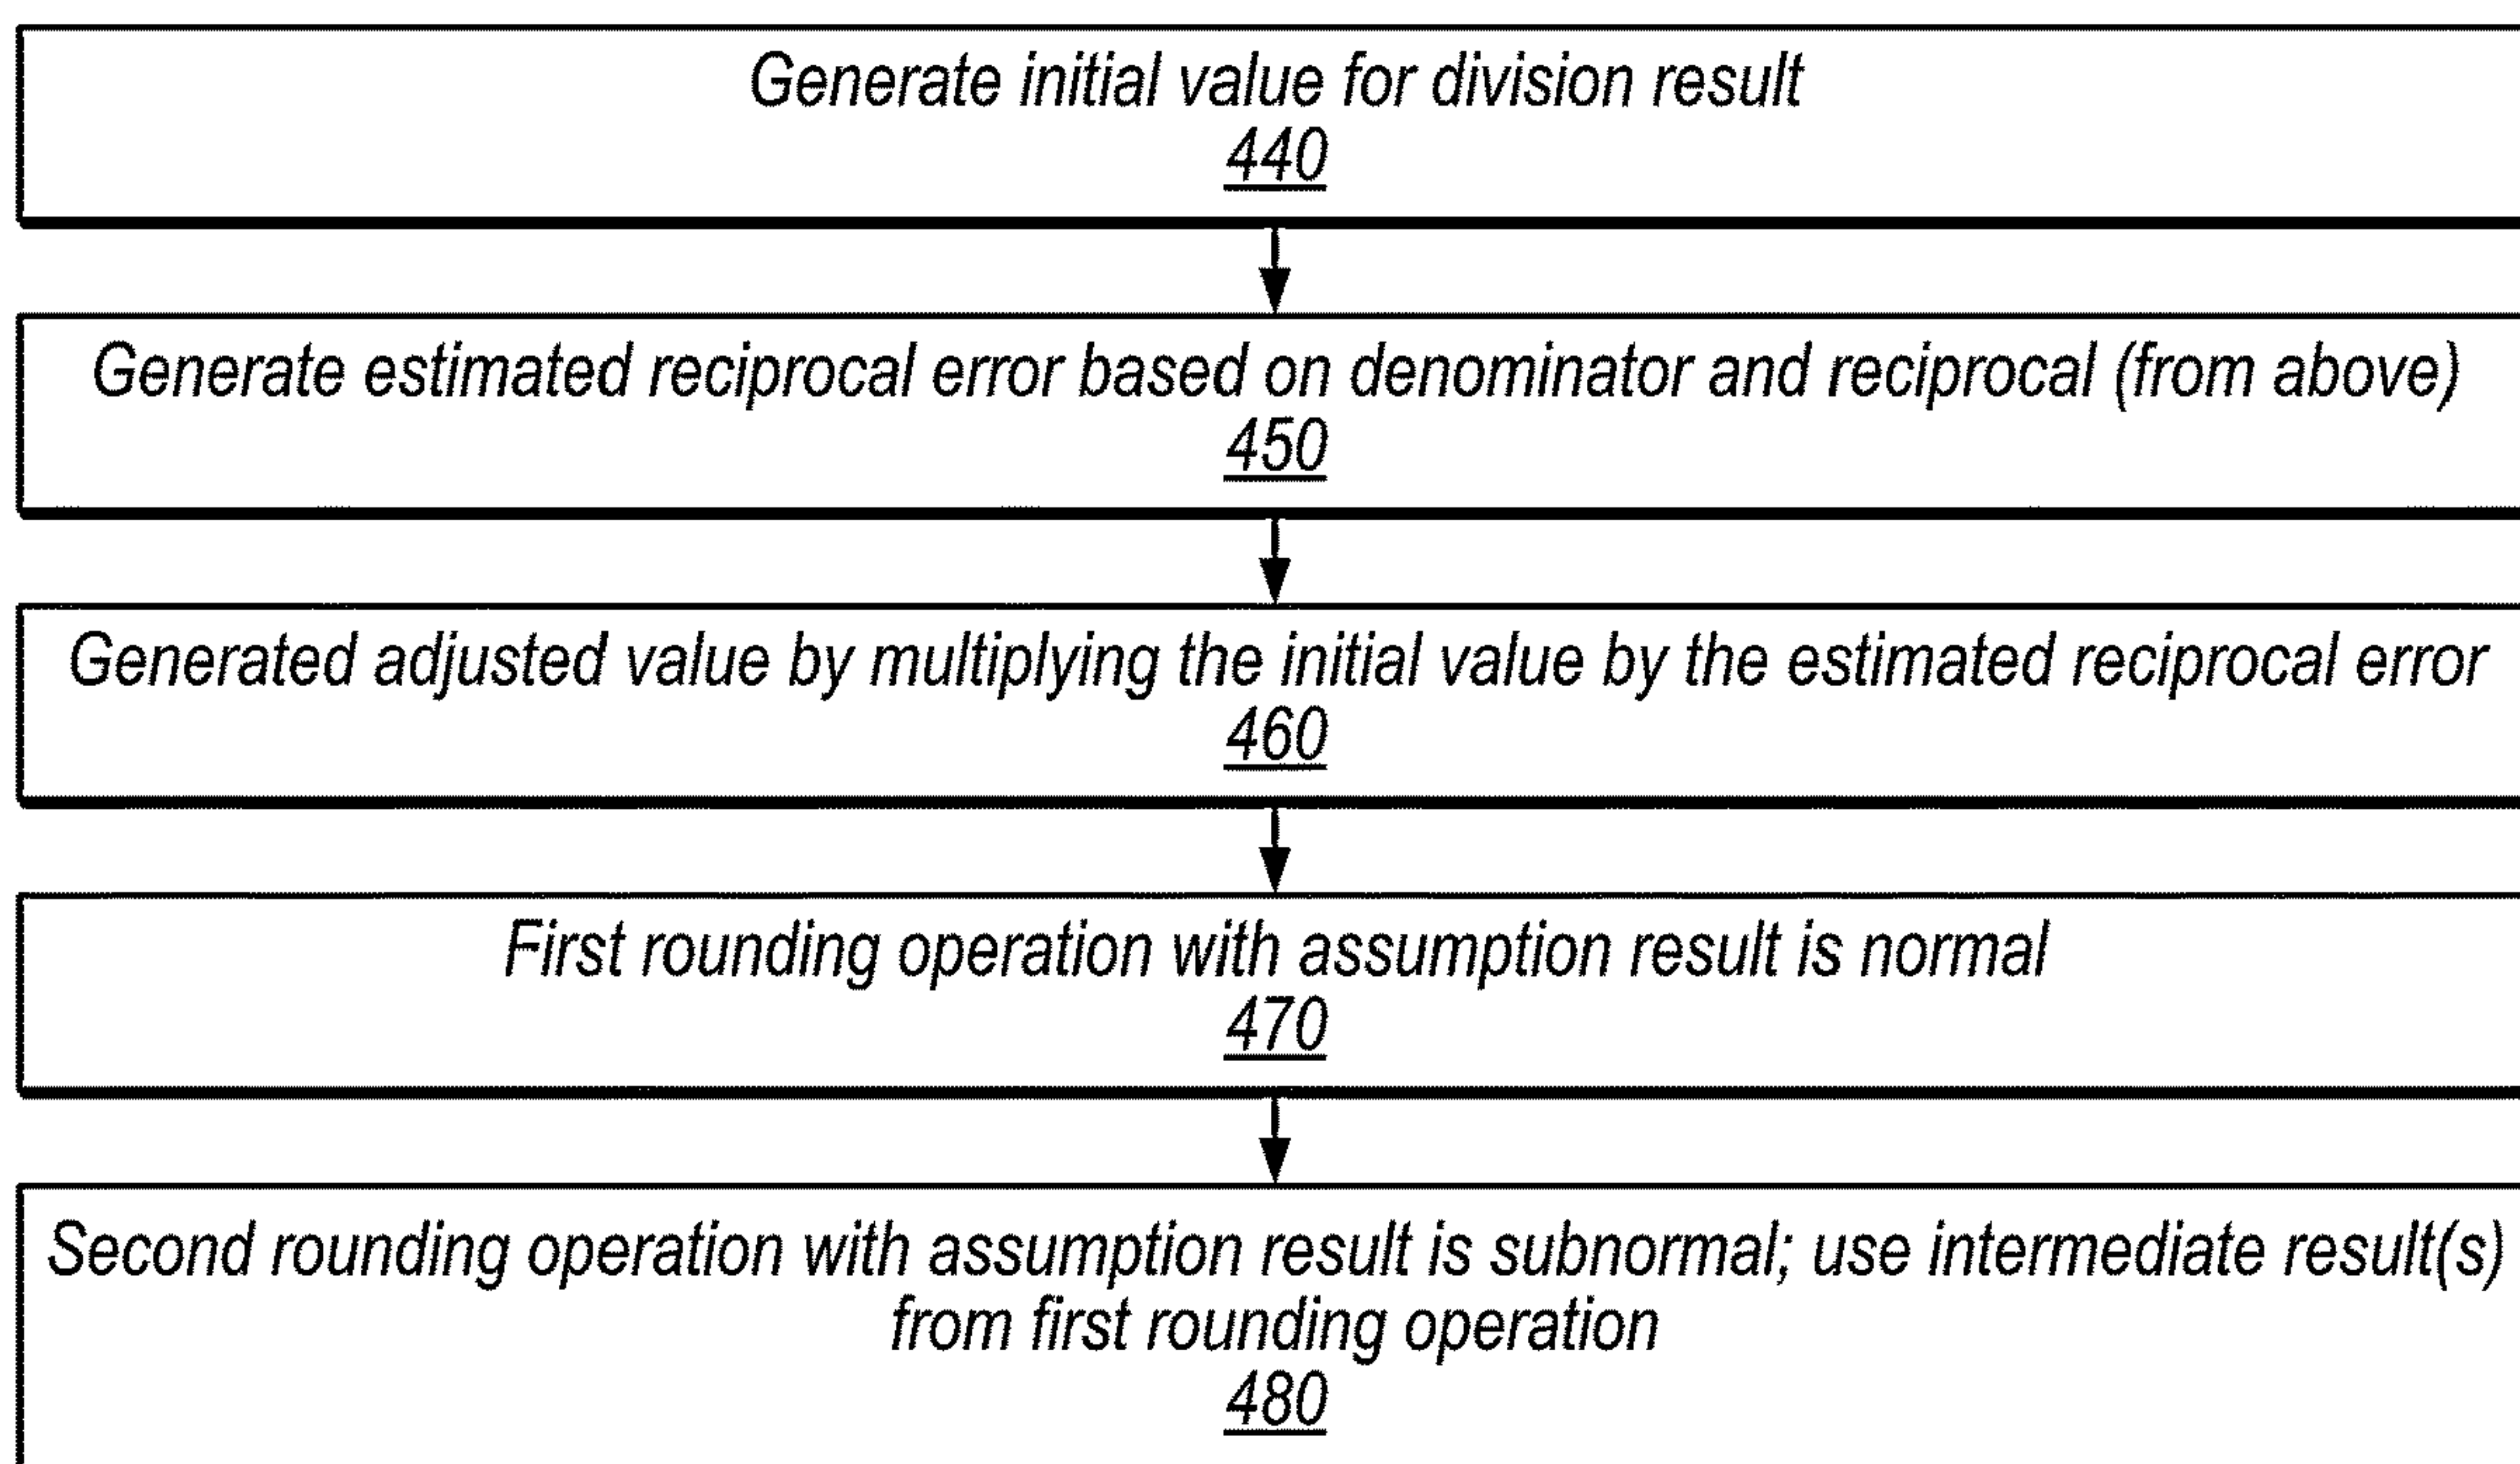 Generate initial value for division result
440
Generate estimated reciprocal error based on denominator and reciprocal (from above)
450
Generated adjusted value by multiplying the initial value by the estimated reciprocal error
460
First rounding operation with assumption result is normal
470
Second rounding operation with assumption result is subnormal; use intermediate result(s)
from first rounding operation
480